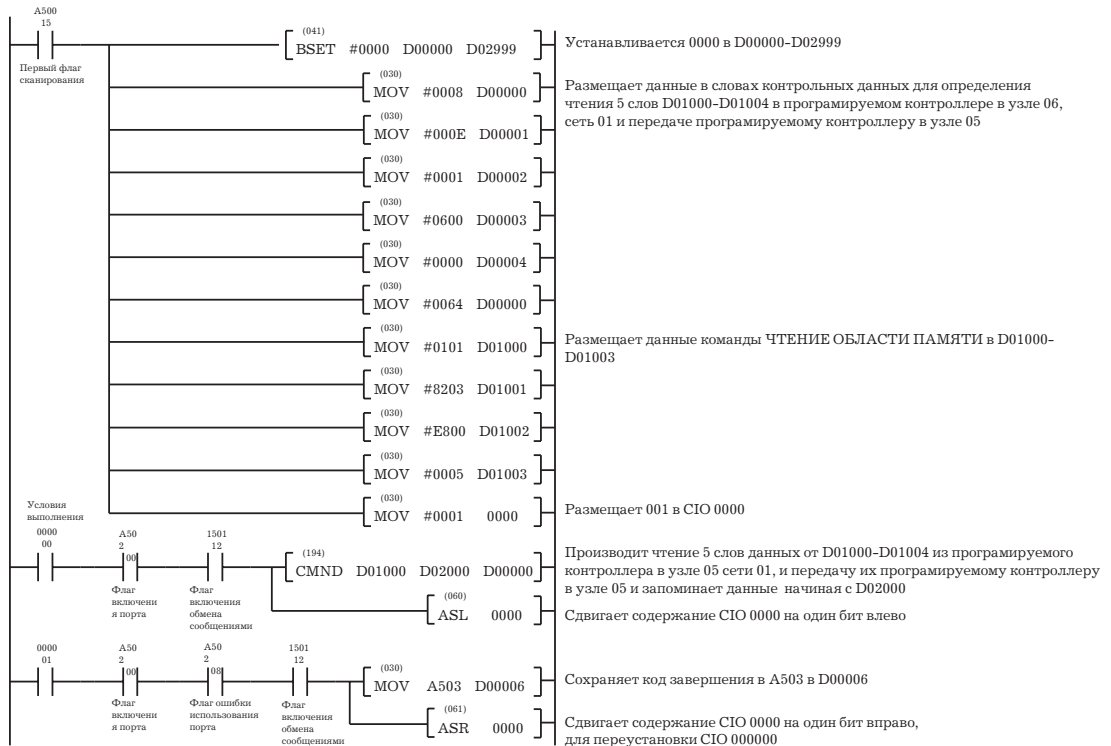 A500
15
Первый флаг
сканирования
(041)
BSET #0000 D00000 D02999
Устанавливается 0000 в D00000-D02999
(030)
MOV #0008 D00000
Размещает данные в словах контрольных данных для определения
чтения 5 слов D01000-D01004 в програмируемом контроллере в узле 06,
сеть 01 и передаче програмируемому контроллеру в узле 05
(030)
MOV #000E D00001
(030)
MOV #0001 D00002
(030)
MOV #0600 D00003
(030)
MOV #0000 D00004
(030)
MOV #0064 D00000
(030)
MOV #0101 D01000
Размещает данные команды ЧТЕНИЕ ОБЛАСТИ ПАМЯТИ в D01000-
D01003
(030)
MOV #8203 D01001
(030)
MOV #E800 D01002
(030)
MOV #0005 D01003
(030)
MOV #0001 0000
Размещает 001 в CIO 0000
Условия
выполнения
0000
00
A50
2
00
Флаг
включени
я порта
1501
12
Флаг
включения
обмена
сообщениями
(194)
CMND D01000 D02000 D00000
Производит чтение 5 слов данных от D01000-D01004 из програмируемого
контроллера в узле 05 сети 01, и передачу их програмируемому контроллеру
в узле 05 и запоминает данные начиная с D02000
(060)
ASL 0000
Сдвигает содержание CIO 0000 на один бит влево
0000
01
A50
2
00
Флаг
включени
я порта
A50
2
08
Флаг ошибки
использования
порта
1501
12
Флаг
включения
обмена
сообщениями
(030)
MOV A503 D00006
Сохраняет код завершения в A503 в D00006
(061)
ASR 0000
Сдвигает содержание CIO 0000 на один бит вправо,
для переустановки CIO 000000